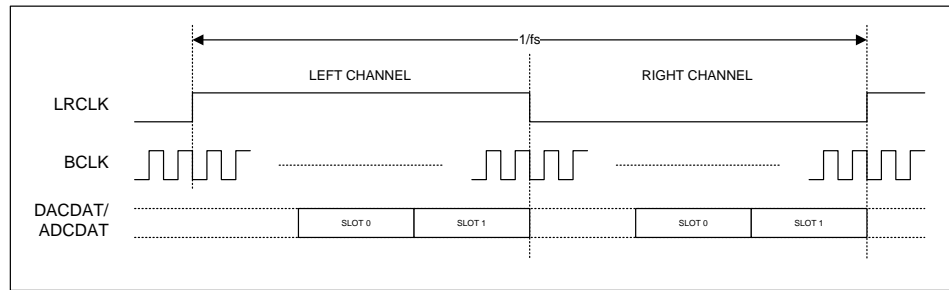 1/fs
LEFT CHANNEL RIGHT CHANNEL
LRCLK
BCLK
DACDAT/
ADCDAT
SLOT 0 SLOT 1 SLOT 0 SLOT 1